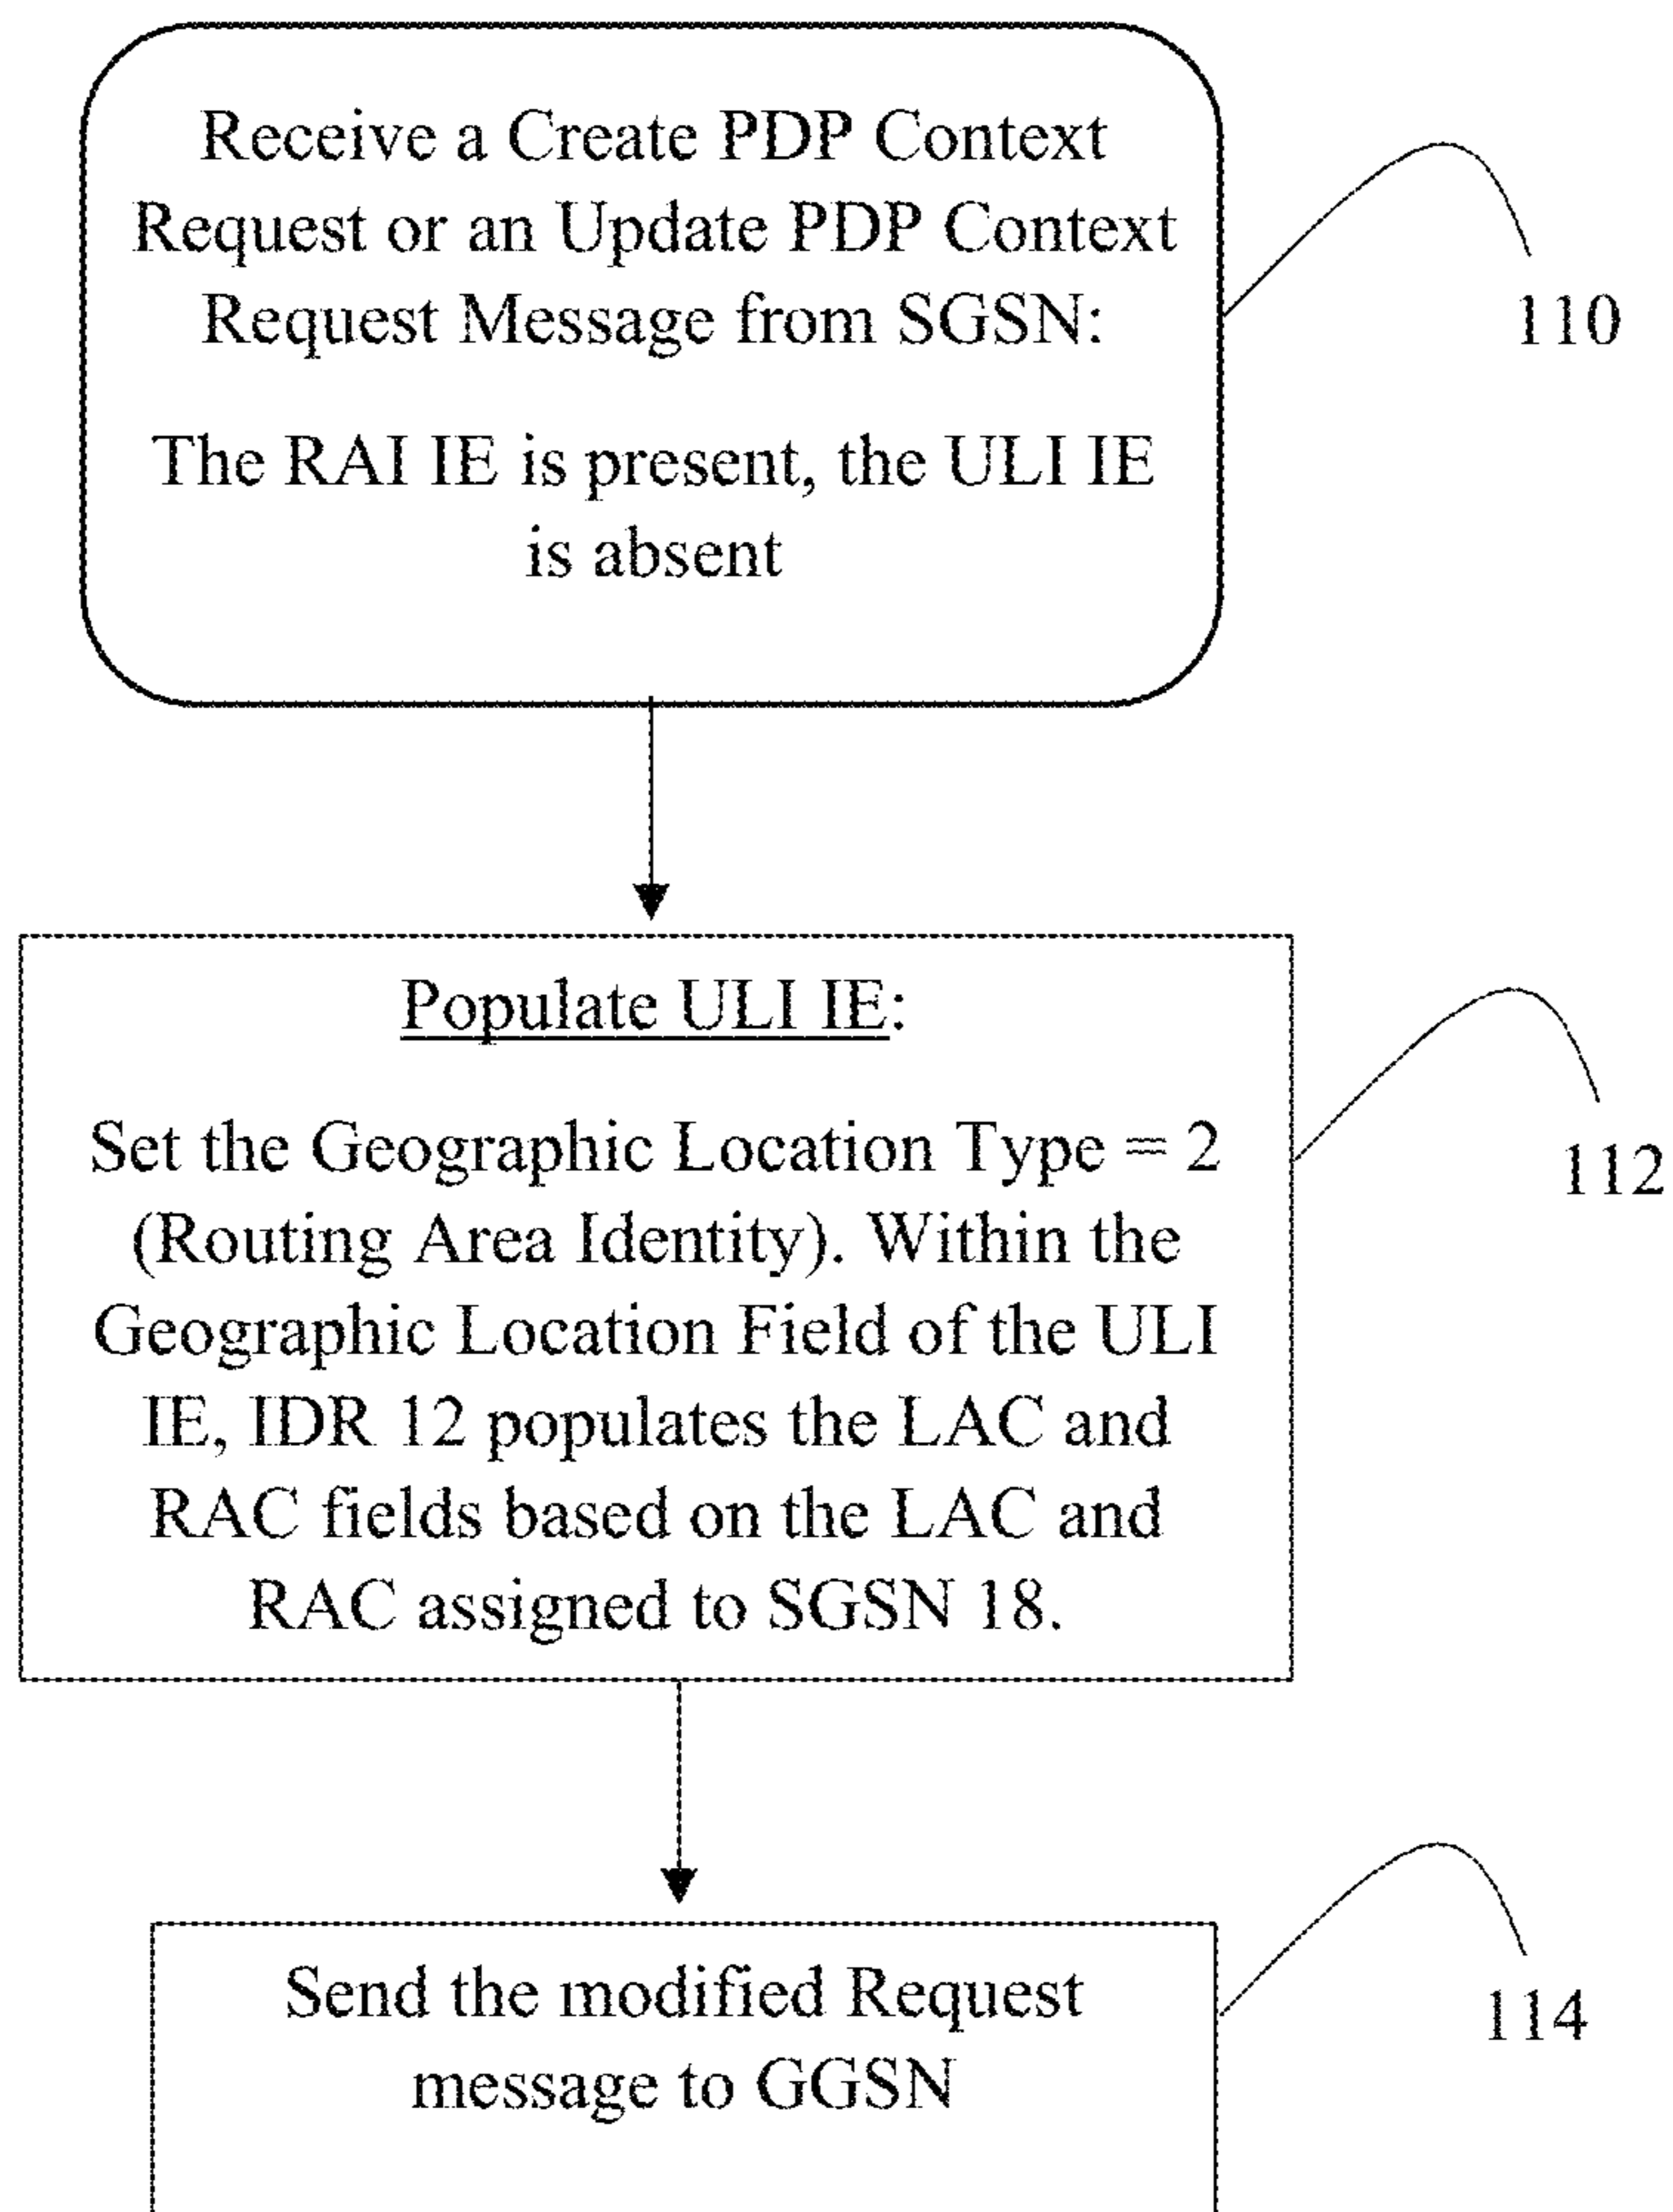 Receive a Create PDP Context
Request or an Update PDP Context
Request Message from SGSN:
The RAI IE is present, the ULI IE
is absent
110
Populate ULI IE:
Set the Geographic Location Type = 2
(Routing Area Identity). Within the
Geographic Location Field of the ULI
IE, IDR 12 populates the LAC and
RAC fields based on the LAC and
RAC assigned to SGSN 18.
112
Send the modified Request
message to GGSN
114